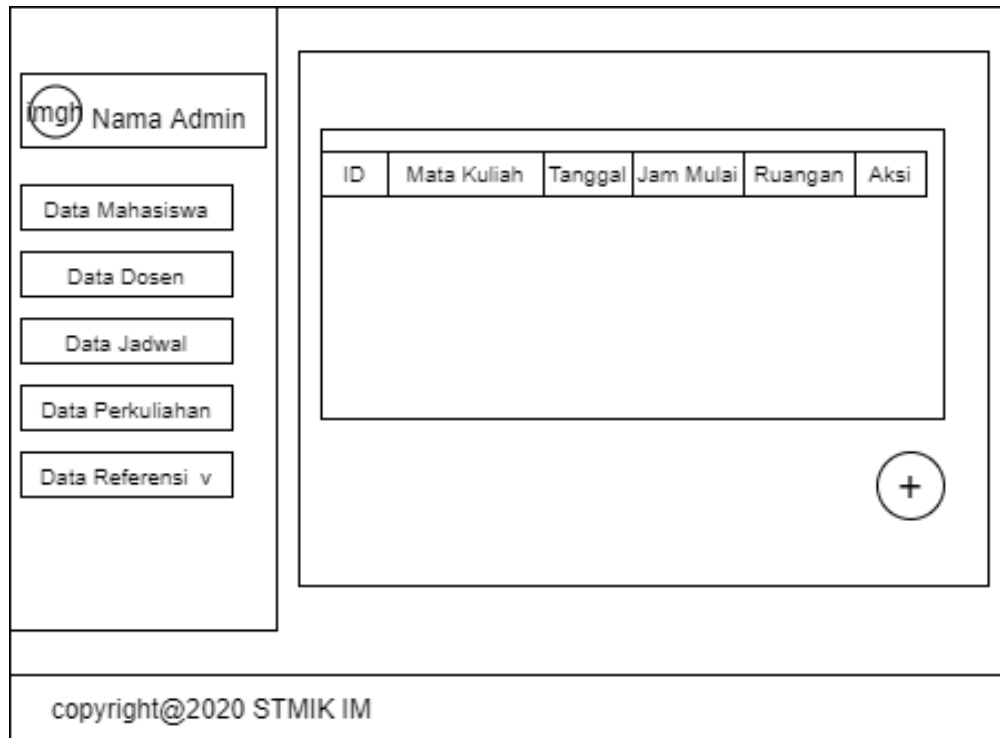 imgh Nama Admin
Data Mahasiswa
Data Dosen
Data Jadwal
Data Perkuliahan
Data Referensi v
ID Mata Kuliah Tanggal Jam Mulai Ruangan Aksi
+
copyright@2020 STMIK IM